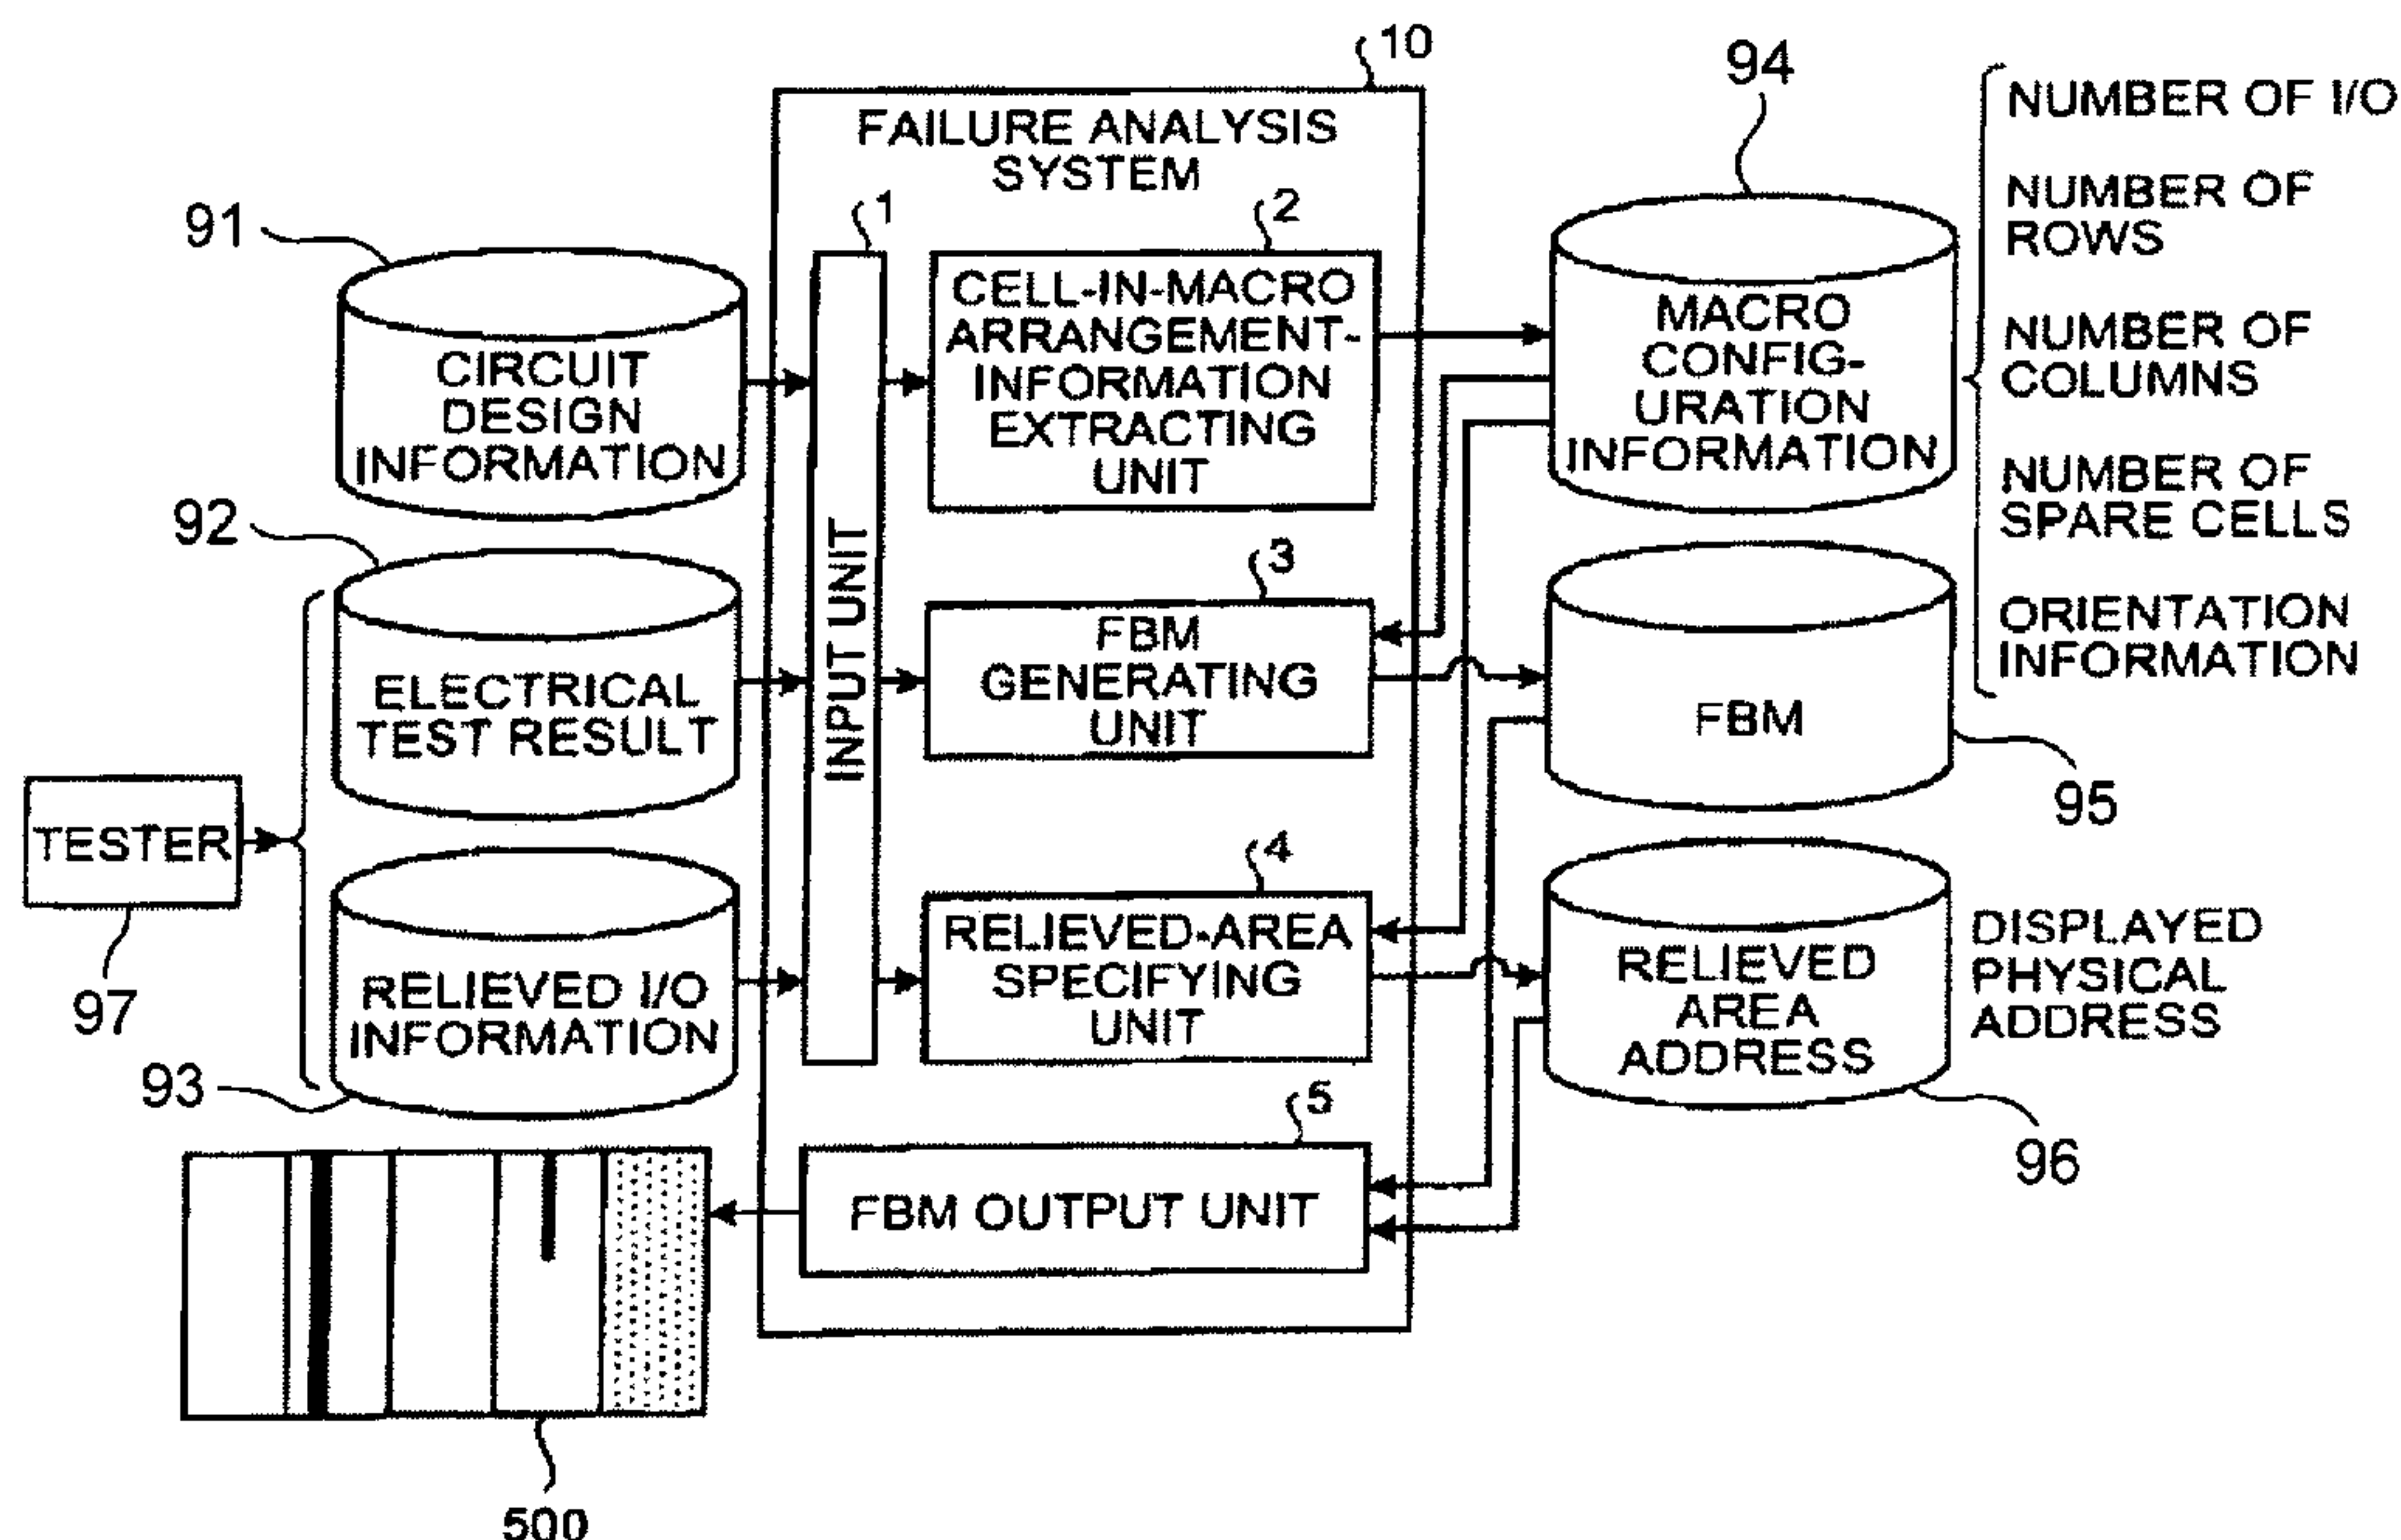 10
FAILURE ANALYSIS
SYSTEM
91
CIRCUIT
DESIGN
INFORMATION
92
ELECTRICAL
TEST RESULT
TESTER
97
RELIEVED I/O
INFORMATION
93
1
INPUT UNIT
2
CELL-IN-MACRO
ARRANGEMENT-
INFORMATION
EXTRACTING
UNIT
3
FBM
GENERATING
UNIT
4
RELIEVED-AREA
SPECIFYING
UNIT
5
FBM OUTPUT UNIT
500
94
MACRO
CONFIG-
URATION
INFORMATION
NUMBER OF I/O
NUMBER OF
ROWS
NUMBER OF
COLUMNS
NUMBER OF
SPARE CELLS
ORIENTATION
INFORMATION
FBM
95
RELIEVED
AREA
ADDRESS
96
DISPLAYED
PHYSICAL
ADDRESS